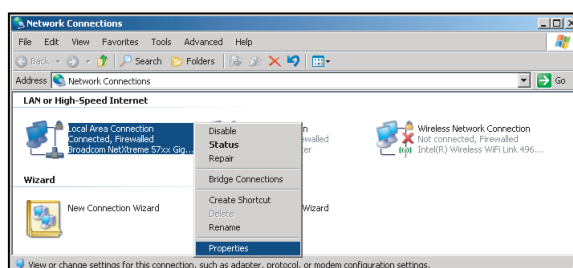 Network Connections
File Edit View Favorites Tools Advanced Help
Back Search Folders
Address Network Connections Go
LAN or High-Speed Internet
Local Area Connection
Connected, Firewalled
Broadcom NetXtreme 57xx Gig...
Disable
Status
Repair
Bridge Connections
Create Shortcut
Delete
Rename
Properties
Wireless Network Connection
Not connected, Firewalled
Intel(R) Wireless WiFi Link 496...
Wizard
New Connection Wizard
Wizard
View or change settings for this connection, such as adapter, protocol, or modem configuration settings.